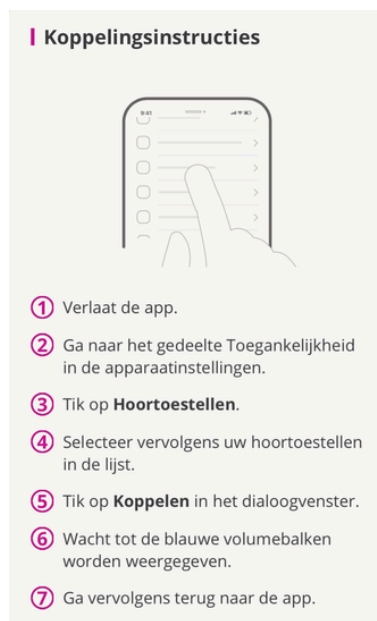 Koppelingsinstructies
9:41
1 Verlaat de app.
2 Ga naar het gedeelte Toegankelijkheid
in de apparaatinstellingen.
3 Tik op Hoortoestellen.
4 Selecteer vervolgens uw hoortoestellen
in de lijst.
5 Tik op Koppelen in het dialoogvenster.
6 Wacht tot de blauwe volumebalken
worden weergegeven.
7 Ga vervolgens terug naar de app.